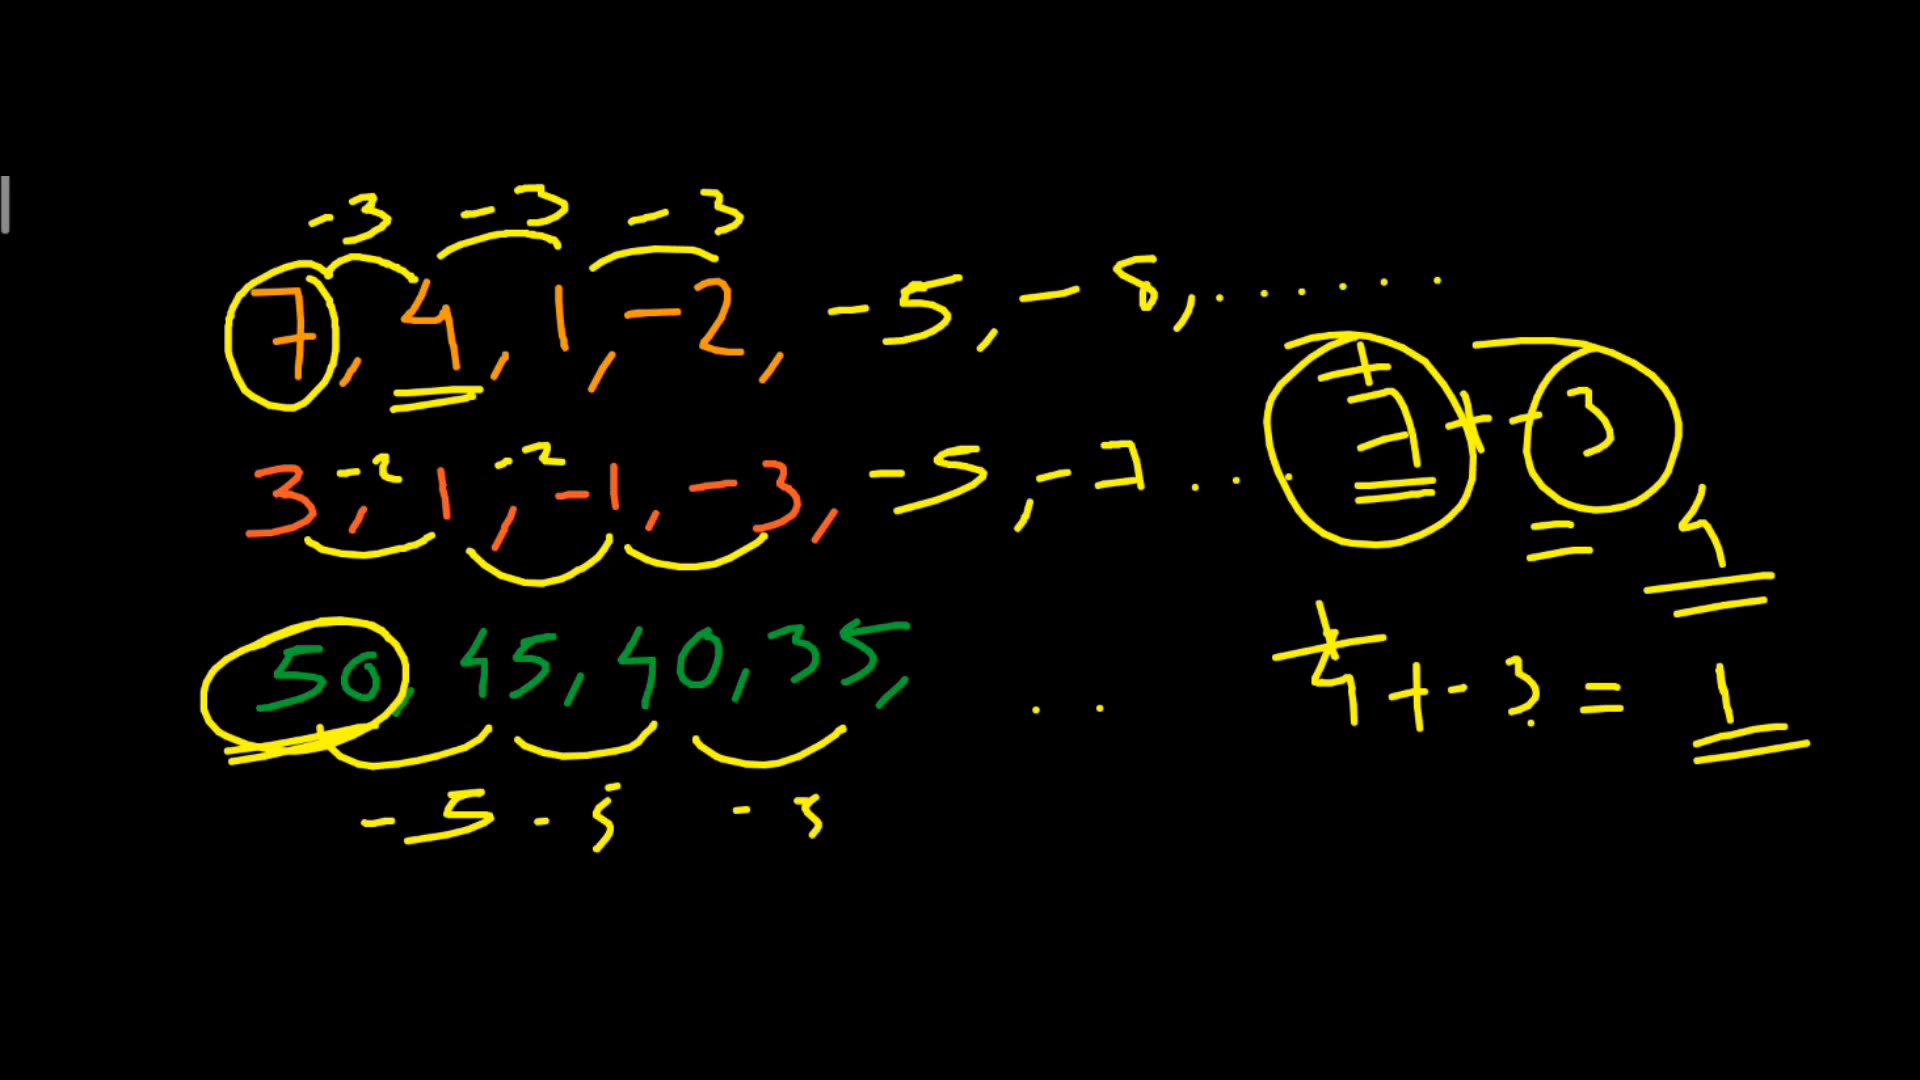 -3 -3 -3
7, 4, 1, -2, -5, -8, ......
+7 + -3 = 4
-2 -2
3, 1, -1, -3, -5, -7 ...
50, 45, 40, 35, ..
4 + -3 = 1
-5 -5 -5